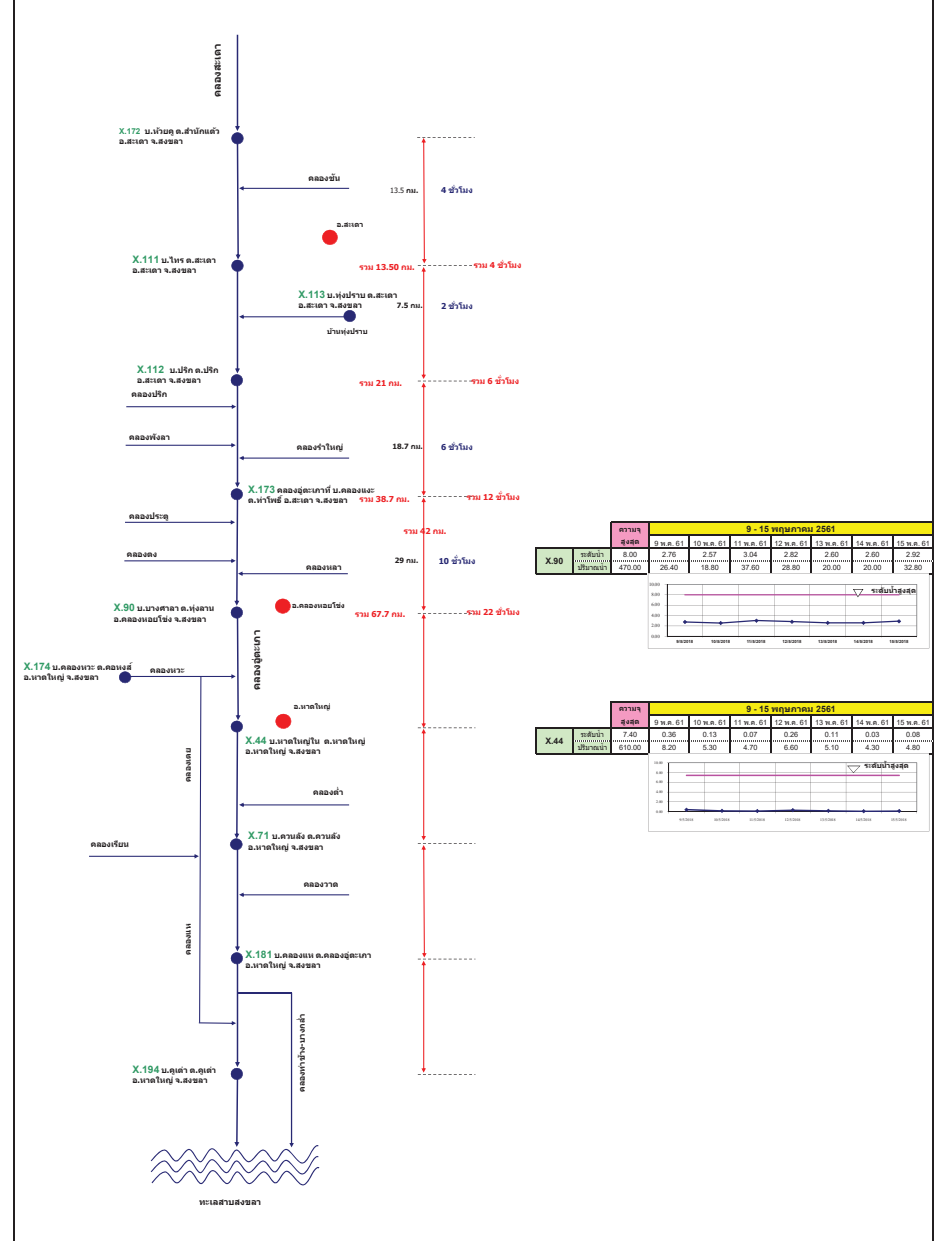 คลองสะเดา
X.172 บ.ห้วยคู ต.สำนักแต้ว
อ.สะเดา จ.สงขลา
คลองขัน
13.5 กม.
4 ชั่วโมง
อ.สะเดา
X.111 บ.ไทร ต.สะเดา
อ.สะเดา จ.สงขลา
รวม 13.50 กม.
รวม 4 ชั่วโมง
X.113 บ.ทุ่งปราบ ต.สะเดา
อ.สะเดา จ.สงขลา
7.5 กม.
2 ชั่วโมง
บ้านทุ่งปราบ
X.112 บ.ปริก ต.ปริก
อ.สะเดา จ.สงขลา
รวม 21 กม.
รวม 6 ชั่วโมง
คลองปริก
คลองพังลา
คลองรำใหญ่
18.7 กม.
6 ชั่วโมง
X.173 คลองอู่ตะเภาที่ บ.คลองแงะ
ต.ท่าโพธิ์ อ.สะเดา จ.สงขลา
รวม 38.7 กม.
รวม 12 ชั่วโมง
คลองประดู
รวม 42 กม.
คลองตง
คลองหลา
29 กม.
10 ชั่วโมง
X.90 บ.บางศาลา ต.ทุ่งลาน
อ.คลองหอยโข่ง จ.สงขลา
อ.คลองหอยโข่ง
รวม 67.7 กม.
รวม 22 ชั่วโมง
คลองอู่ตะเภา
X.174 บ.คลองหวะ ต.คอหงส์
อ.หาดใหญ่ จ.สงขลา
คลองหวะ
อ.หาดใหญ่
X.44 บ.หาดใหญ่ใน ต.หาดใหญ่
อ.หาดใหญ่ จ.สงขลา
คลองเตย
คลองต่ำ
X.71 บ.ควนลัง ต.ควนลัง
อ.หาดใหญ่ จ.สงขลา
คลองเรียน
คลองวาด
คลองแห
X.181 บ.คลองแห ต.คลองอู่ตะเภา
อ.หาดใหญ่ จ.สงขลา
คลองท่าช้าง-บางกล่ำ
X.194 บ.คูเต่า ต.คูเต่า
อ.หาดใหญ่ จ.สงขลา
ทะเลสาบสงขลา
ความจุ สูงสุด 9 - 15 พฤษภาคม 2561
9 พ.ค. 61 10 พ.ค. 61 11 พ.ค. 61 12 พ.ค. 61 13 พ.ค. 61 14 พ.ค. 61 15 พ.ค. 61
X.90 ระดับน้ำ 8.00 2.76 2.57 3.04 2.82 2.60 2.60 2.92
ปริมาณน้ำ 470.00 26.40 18.80 37.60 28.80 20.00 20.00 32.80
ระดับน้ำสูงสุด
10.00
8.00
6.00
4.00
2.00
0.00
ความจุ สูงสุด 9 - 15 พฤษภาคม 2561
9 พ.ค. 61 10 พ.ค. 61 11 พ.ค. 61 12 พ.ค. 61 13 พ.ค. 61 14 พ.ค. 61 15 พ.ค. 61
X.44 ระดับน้ำ 7.40 0.36 0.13 0.07 0.26 0.11 0.03 0.08
ปริมาณน้ำ 610.00 8.20 5.30 4.70 6.60 5.10 4.30 4.80
ระดับน้ำสูงสุด
10.00
8.00
6.00
4.00
2.00
0.00